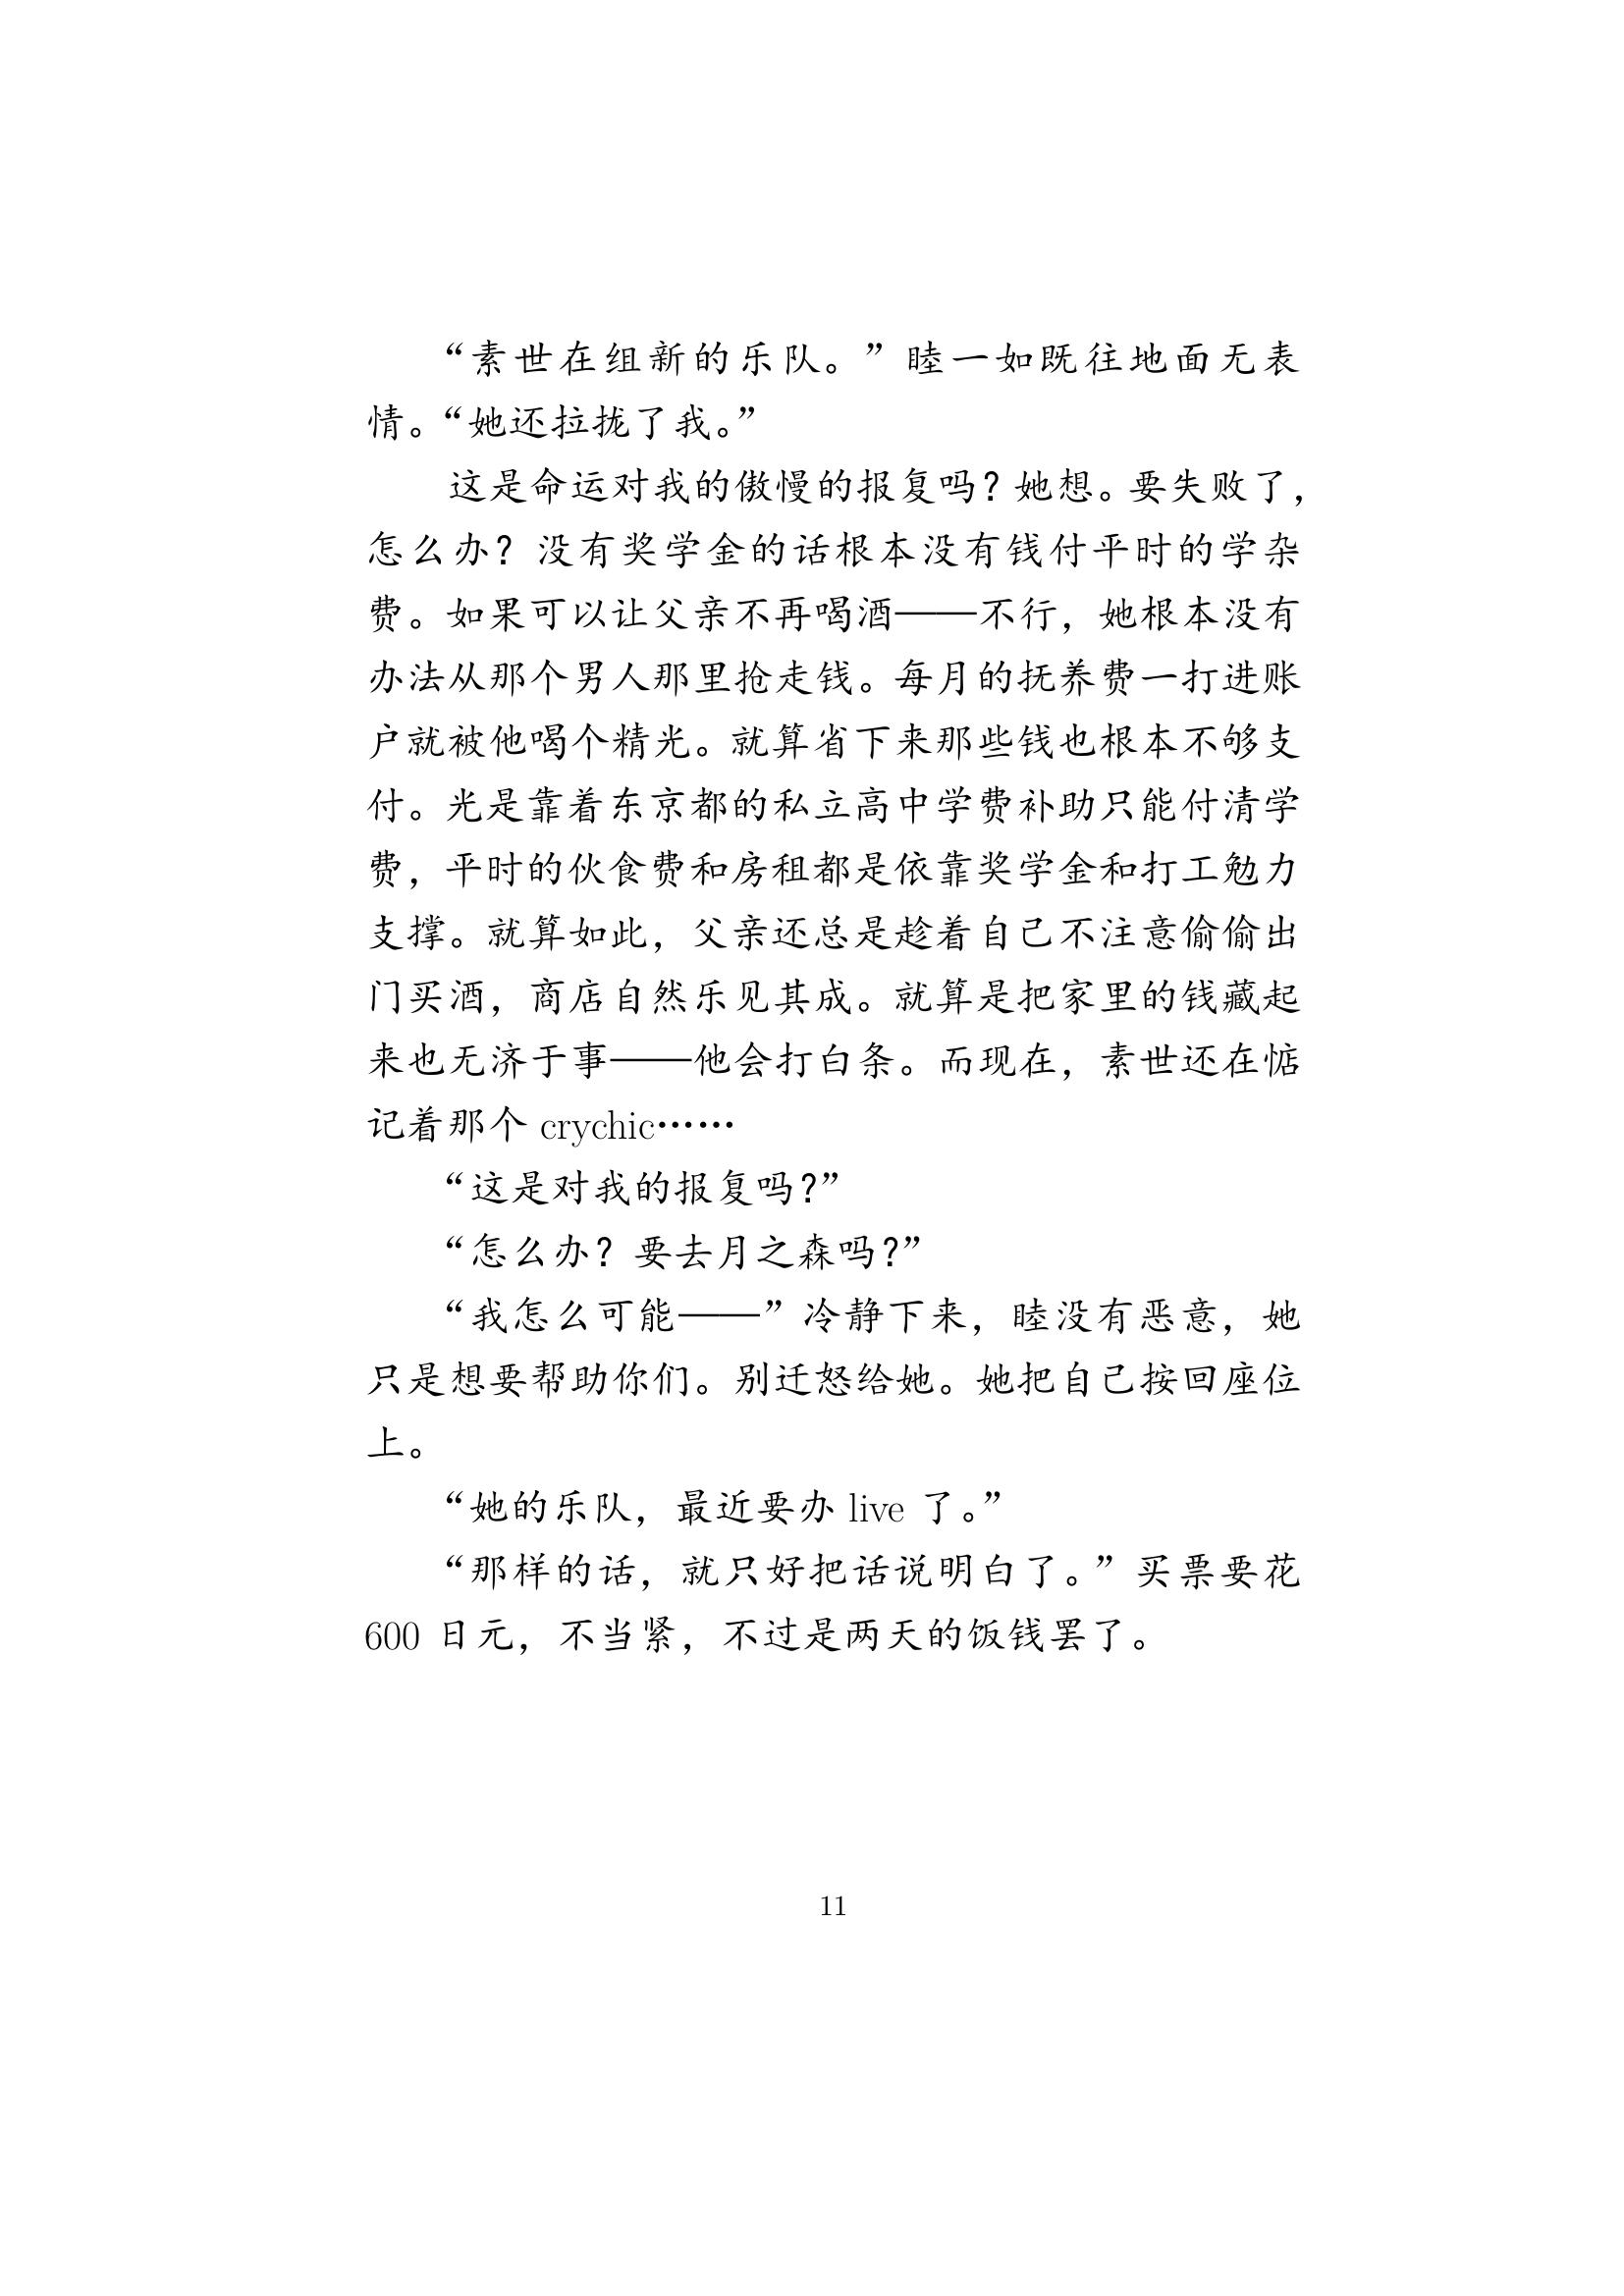 “素世在组新的乐队。”睦一如既往地面无表
情。“她还拉拢了我。”
这是命运对我的傲慢的报复吗？她想。要失败了，
怎么办？没有奖学金的话根本没有钱付平时的学杂
费。如果可以让父亲不再喝酒——不行，她根本没有
办法从那个男人那里抢走钱。每月的抚养费一打进账
户就被他喝个精光。就算省下来那些钱也根本不够支
付。光是靠着东京都的私立高中学费补助只能付清学
费，平时的伙食费和房租都是依靠奖学金和打工勉力
支撑。就算如此，父亲还总是趁着自己不注意偷偷出
门买酒，商店自然乐见其成。就算是把家里的钱藏起
来也无济于事——他会打白条。而现在，素世还在惦
记着那个 crychic……
“这是对我的报复吗？”
“怎么办？要去月之森吗？”
“我怎么可能——”冷静下来，睦没有恶意，她
只是想要帮助你们。别迁怒给她。她把自己按回座位
上。
“她的乐队，最近要办 live 了。”
“那样的话，就只好把话说明白了。”买票要花
600 日元，不当紧，不过是两天的饭钱罢了。
11